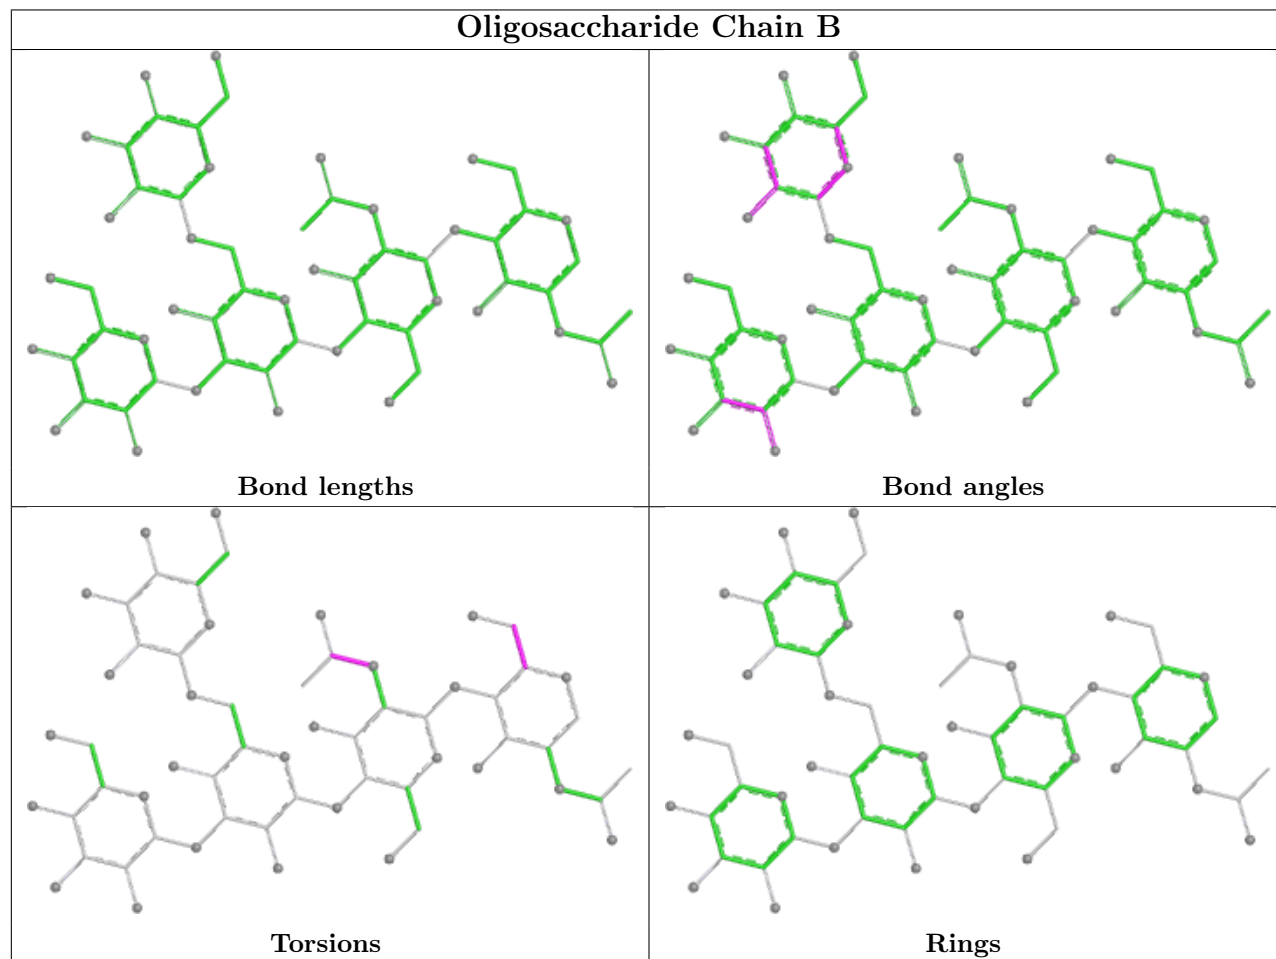 Oligosaccharide Chain B
Bond lengths
Bond angles
Torsions
Rings